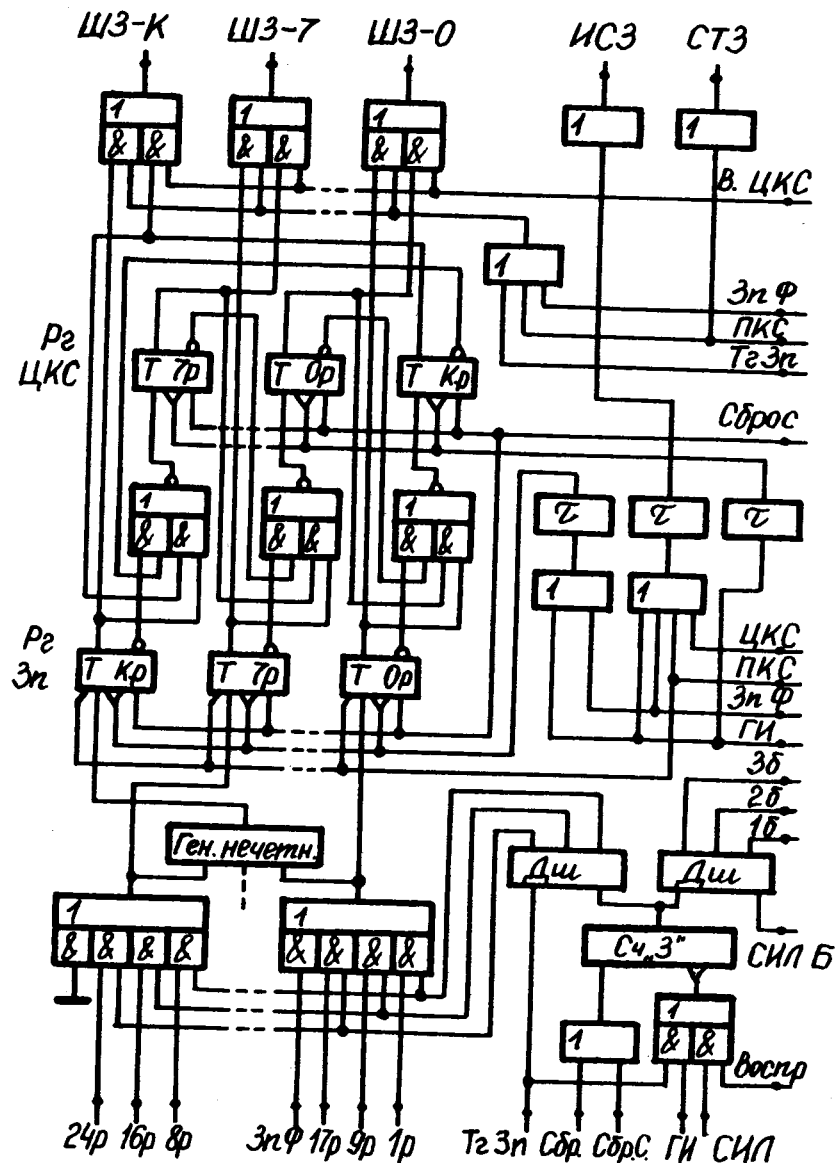 ШЗ-К ШЗ-7 ШЗ-0 ИСЗ СТЗ
1 1 1 1 1
& & & & & &
В. ЦКС
1
Зп Ф
ПКС
Тг Зп
Рг ЦКС
Т 7р Т 0р Т Кр
Сброс
1 1 1 τ τ τ
& & & & & &
1 1
ЦКС
Рг Зп
Т Кр Т 7р Т 0р
ПКС
Зп Ф
ГИ
3б
2б
1б
Ген. нечетн.
Дш Дш
1 1
& & & & & & & &
Сч „З"
СИЛ Б
1 1
& &
Воспр
24р 16р 8р Зп Ф 17р 9р 1р Тг Зп Сбр. Сбр.С. ГИ СИЛ